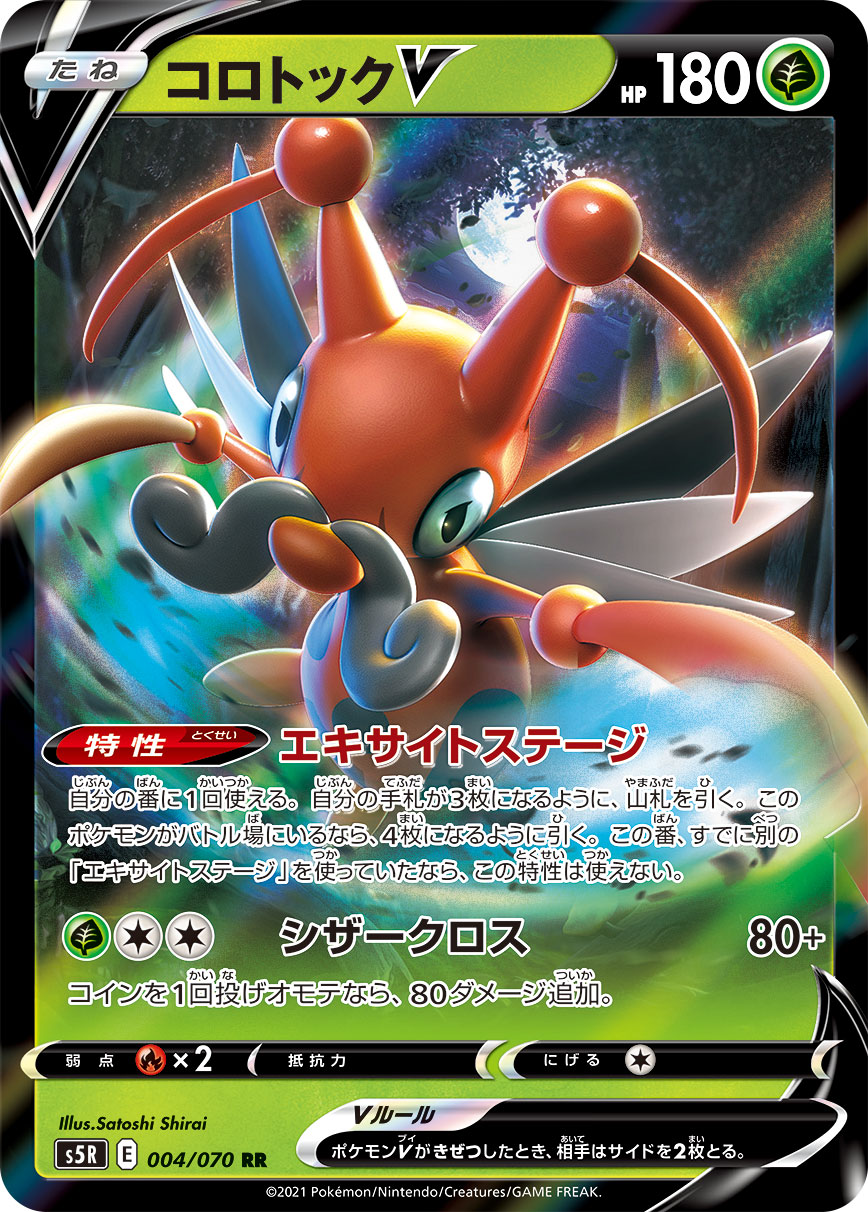 たね コロトックV HP 180
特性 とくせい エキサイトステージ
自分の番に1回使える。自分の手札が3枚になるように、山札を引く。この
ポケモンがバトル場にいるなら、4枚になるように引く。この番、すでに別の
「エキサイトステージ」を使っていたなら、この特性は使えない。
シザークロス 80+
コインを1回投げオモテなら、80ダメージ追加。
弱点 ×2 抵抗力 にげる
Illus.Satoshi Shirai
Vルール
ポケモンVがきぜつしたとき、相手はサイドを2枚とる。
s5R E 004/070 RR
©2021 Pokémon/Nintendo/Creatures/GAME FREAK.